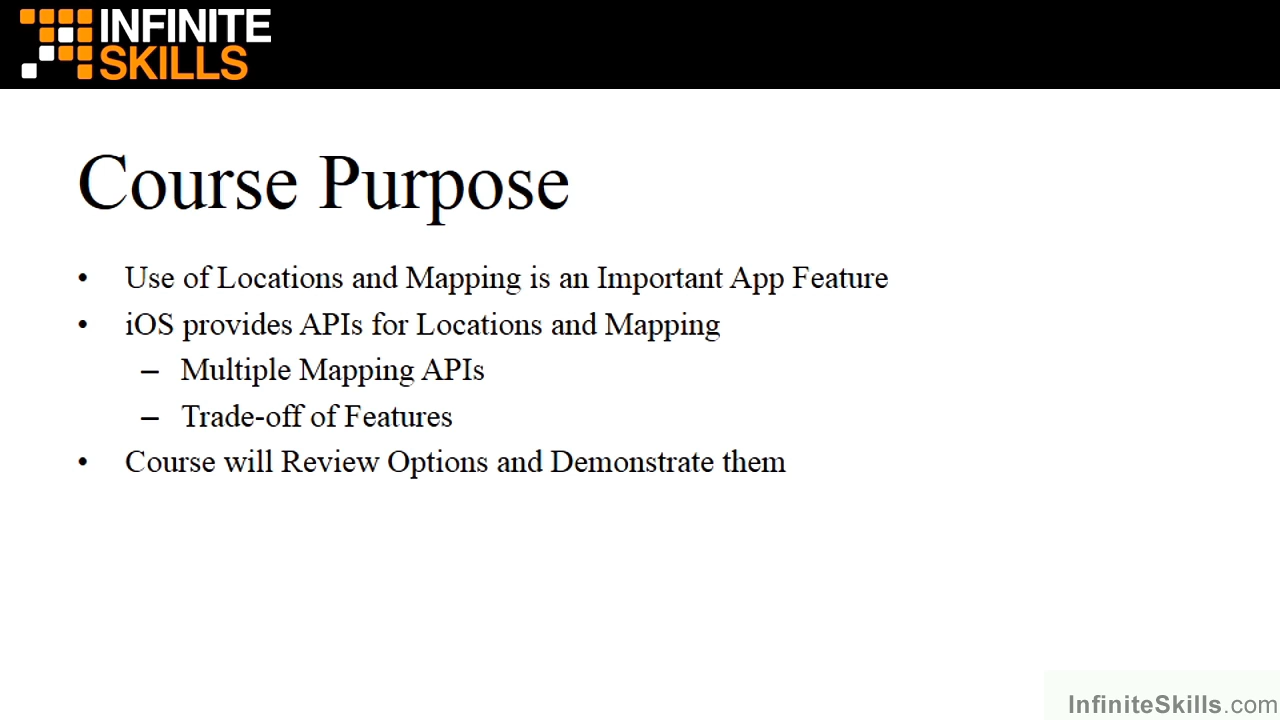 INFINITE
SKILLS
Course Purpose
• Use of Locations and Mapping is an Important App Feature
• iOS provides APIs for Locations and Mapping
– Multiple Mapping APIs
– Trade-off of Features
• Course will Review Options and Demonstrate them
InfiniteSkills.com